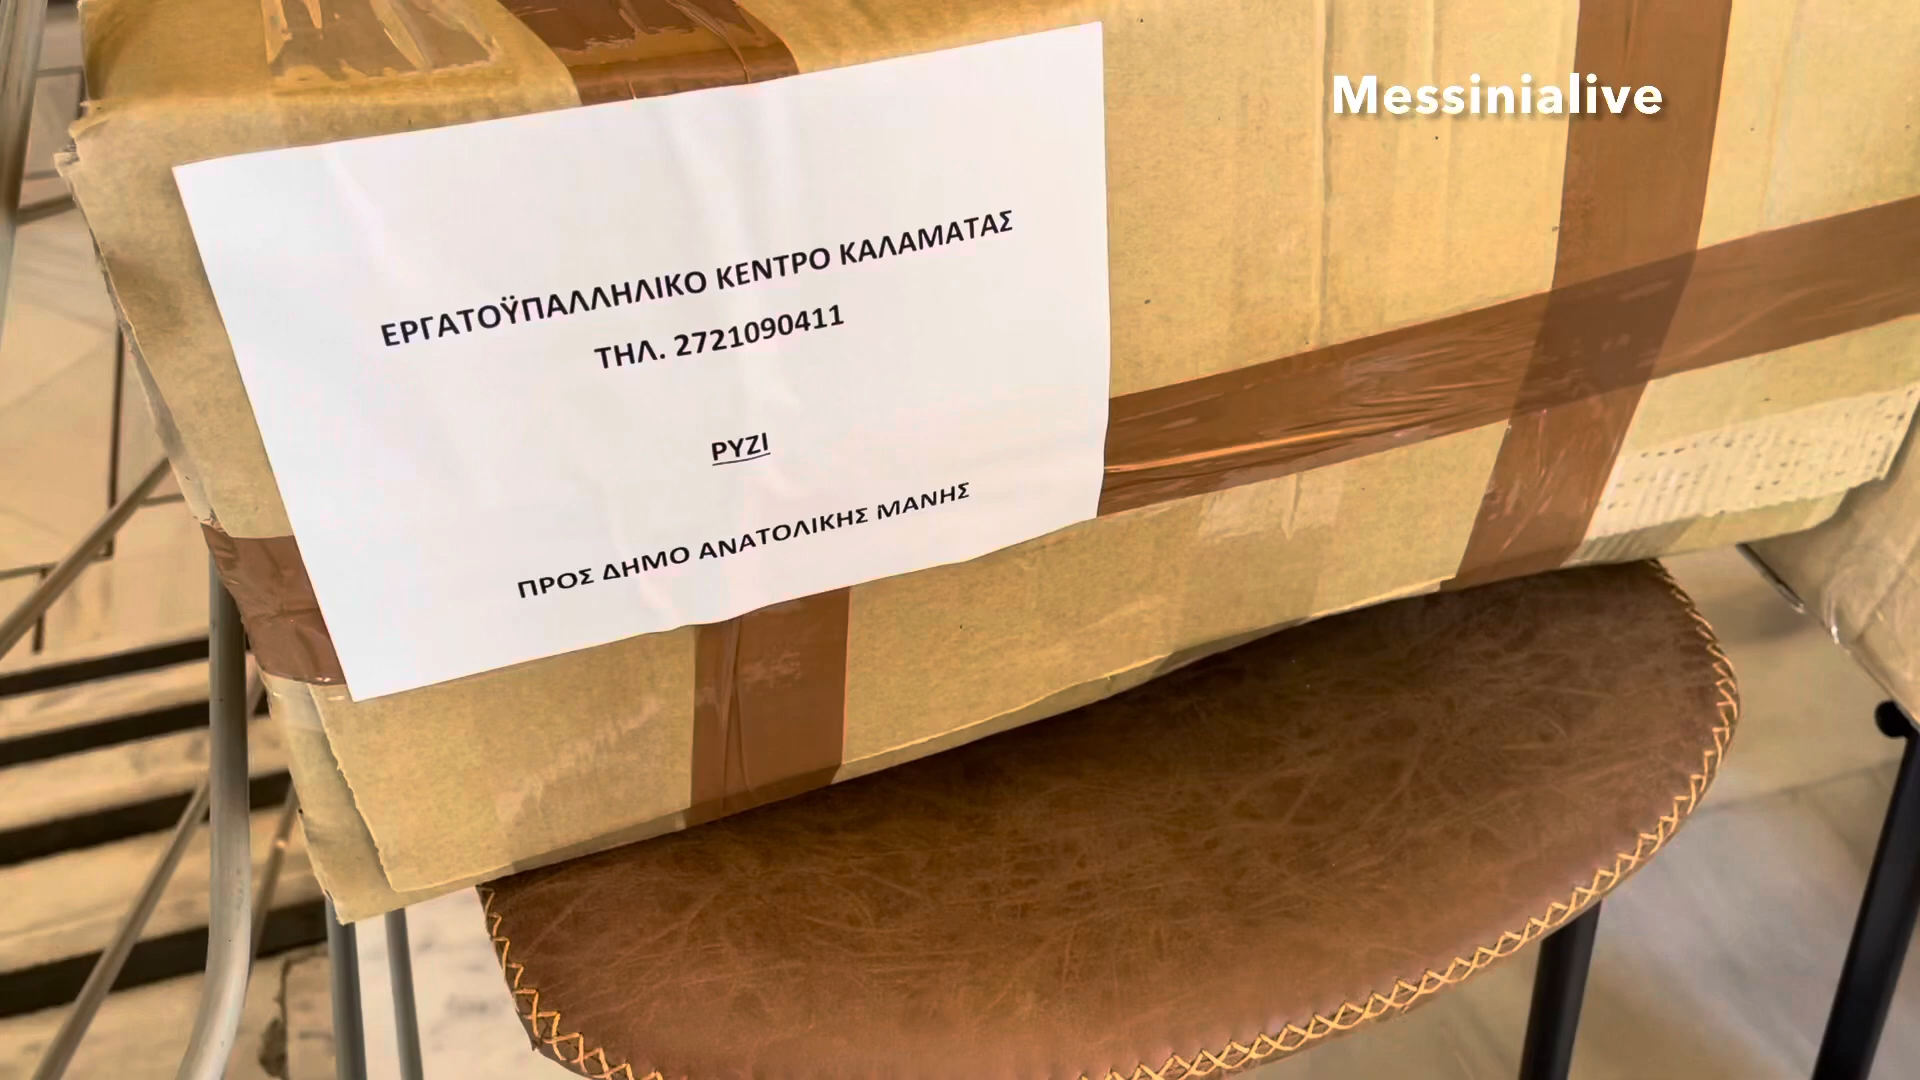 Messinialive
ΕΡΓΑΤΟΫΠΑΛΛΗΛΙΚΟ ΚΕΝΤΡΟ ΚΑΛΑΜΑΤΑΣ
ΤΗΛ. 2721090411
ΡΥΖΙ
ΠΡΟΣ ΔΗΜΟ ΑΝΑΤΟΛΙΚΗΣ ΜΑΝΗΣ